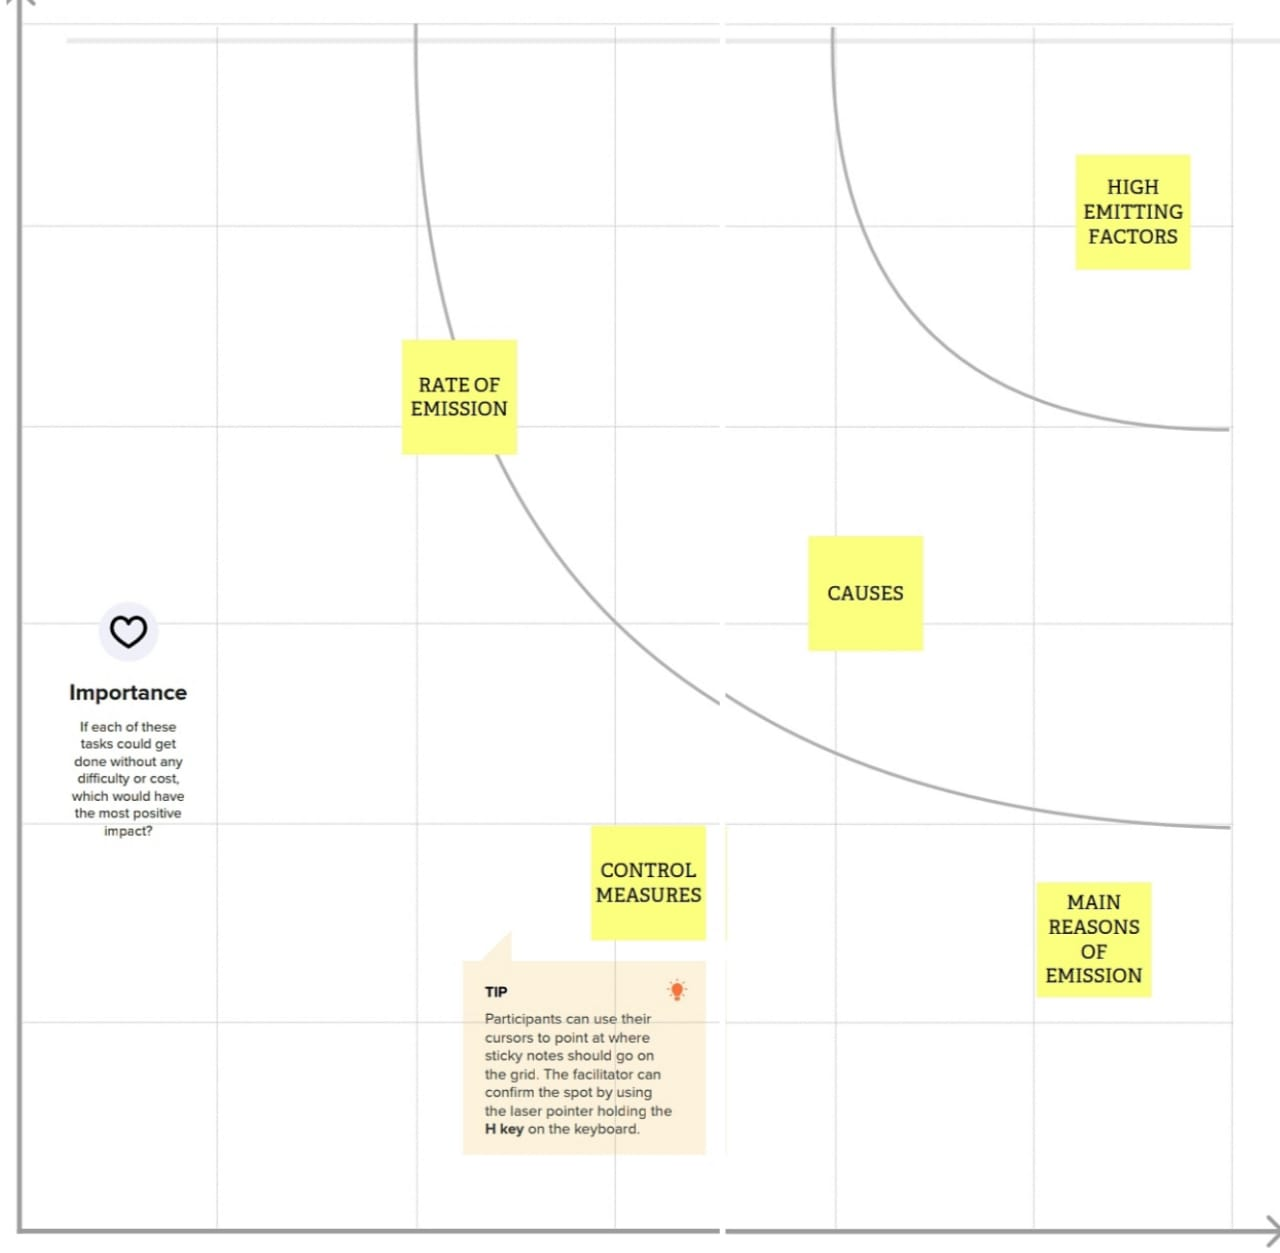 HIGH
EMITTING
FACTORS
RATE OF
EMISSION
CAUSES
Importance
If each of these
tasks could get
done without any
difficulty or cost,
which would have
the most positive
impact?
CONTROL
MEASURES
MAIN
REASONS
OF
EMISSION
TIP
Participants can use their
cursors to point at where
sticky notes should go on
the grid. The facilitator can
confirm the spot by using
the laser pointer holding the
H key on the keyboard.